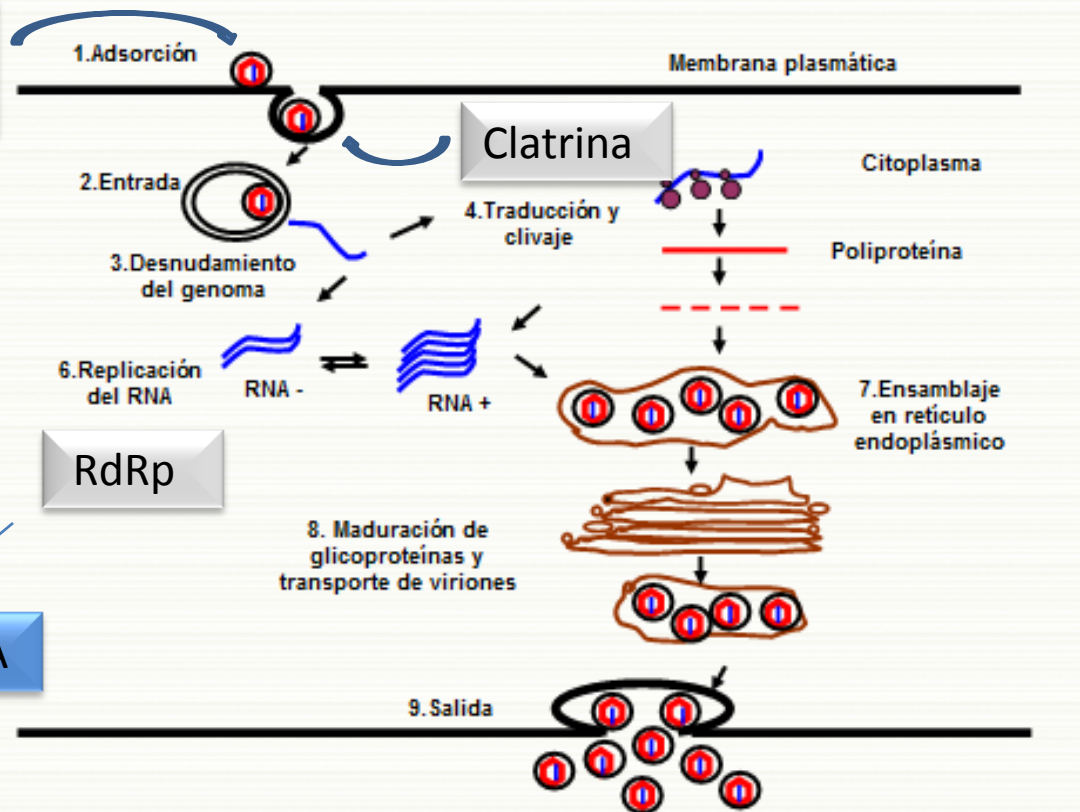 1.Adsorción
Membrana plasmática
Clatrina
Citoplasma
2.Entrada
4.Traducción y
clivaje
3.Desnudamiento
del genoma
Poliproteína
6.Replicación
del RNA
RNA -
RNA +
7.Ensamblaje
en retículo
endoplásmico
RdRp
8. Maduración de
glicoproteínas y
transporte de viriones
A
9.Salida